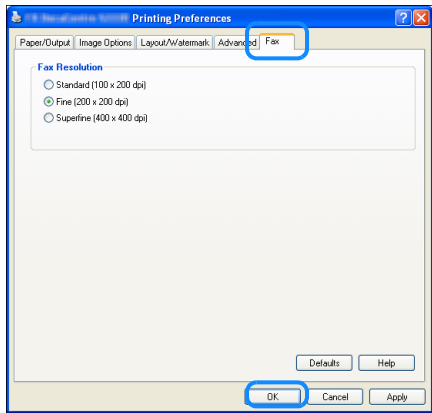 Printing Preferences
Paper/Output Image Options Layout/Watermark Advanced Fax
Fax Resolution
Standard (100 x 200 dpi)
Fine (200 x 200 dpi)
Superfine (400 x 400 dpi)
Defaults Help
OK Cancel Apply